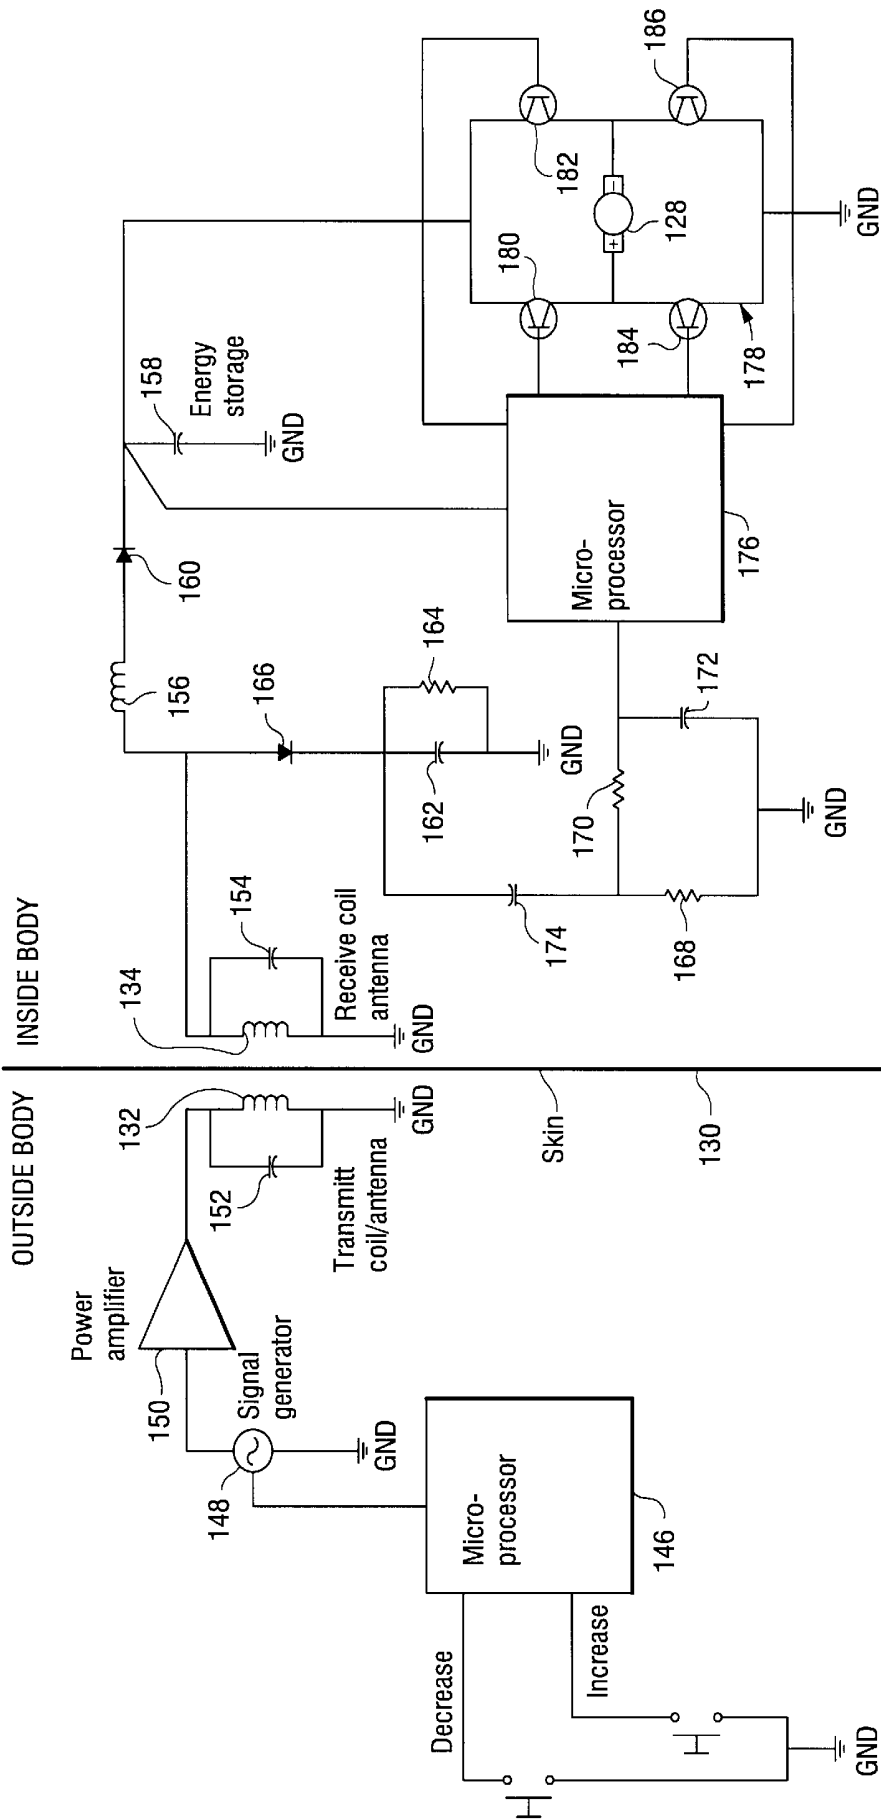 OUTSIDE BODY
INSIDE BODY
Power
amplifier
150
Signal
generator
148
GND
132
152
Transmitt
coil/antenna
GND
134
154
Receive coil
antenna
GND
156
160
158
Energy
storage
GND
166
164
162
GND
174
170
172
168
GND
Micro-
processor
176
180
182
184
186
+
-
128
178
GND
Skin
130
Micro-
processor
146
Decrease
Increase
GND